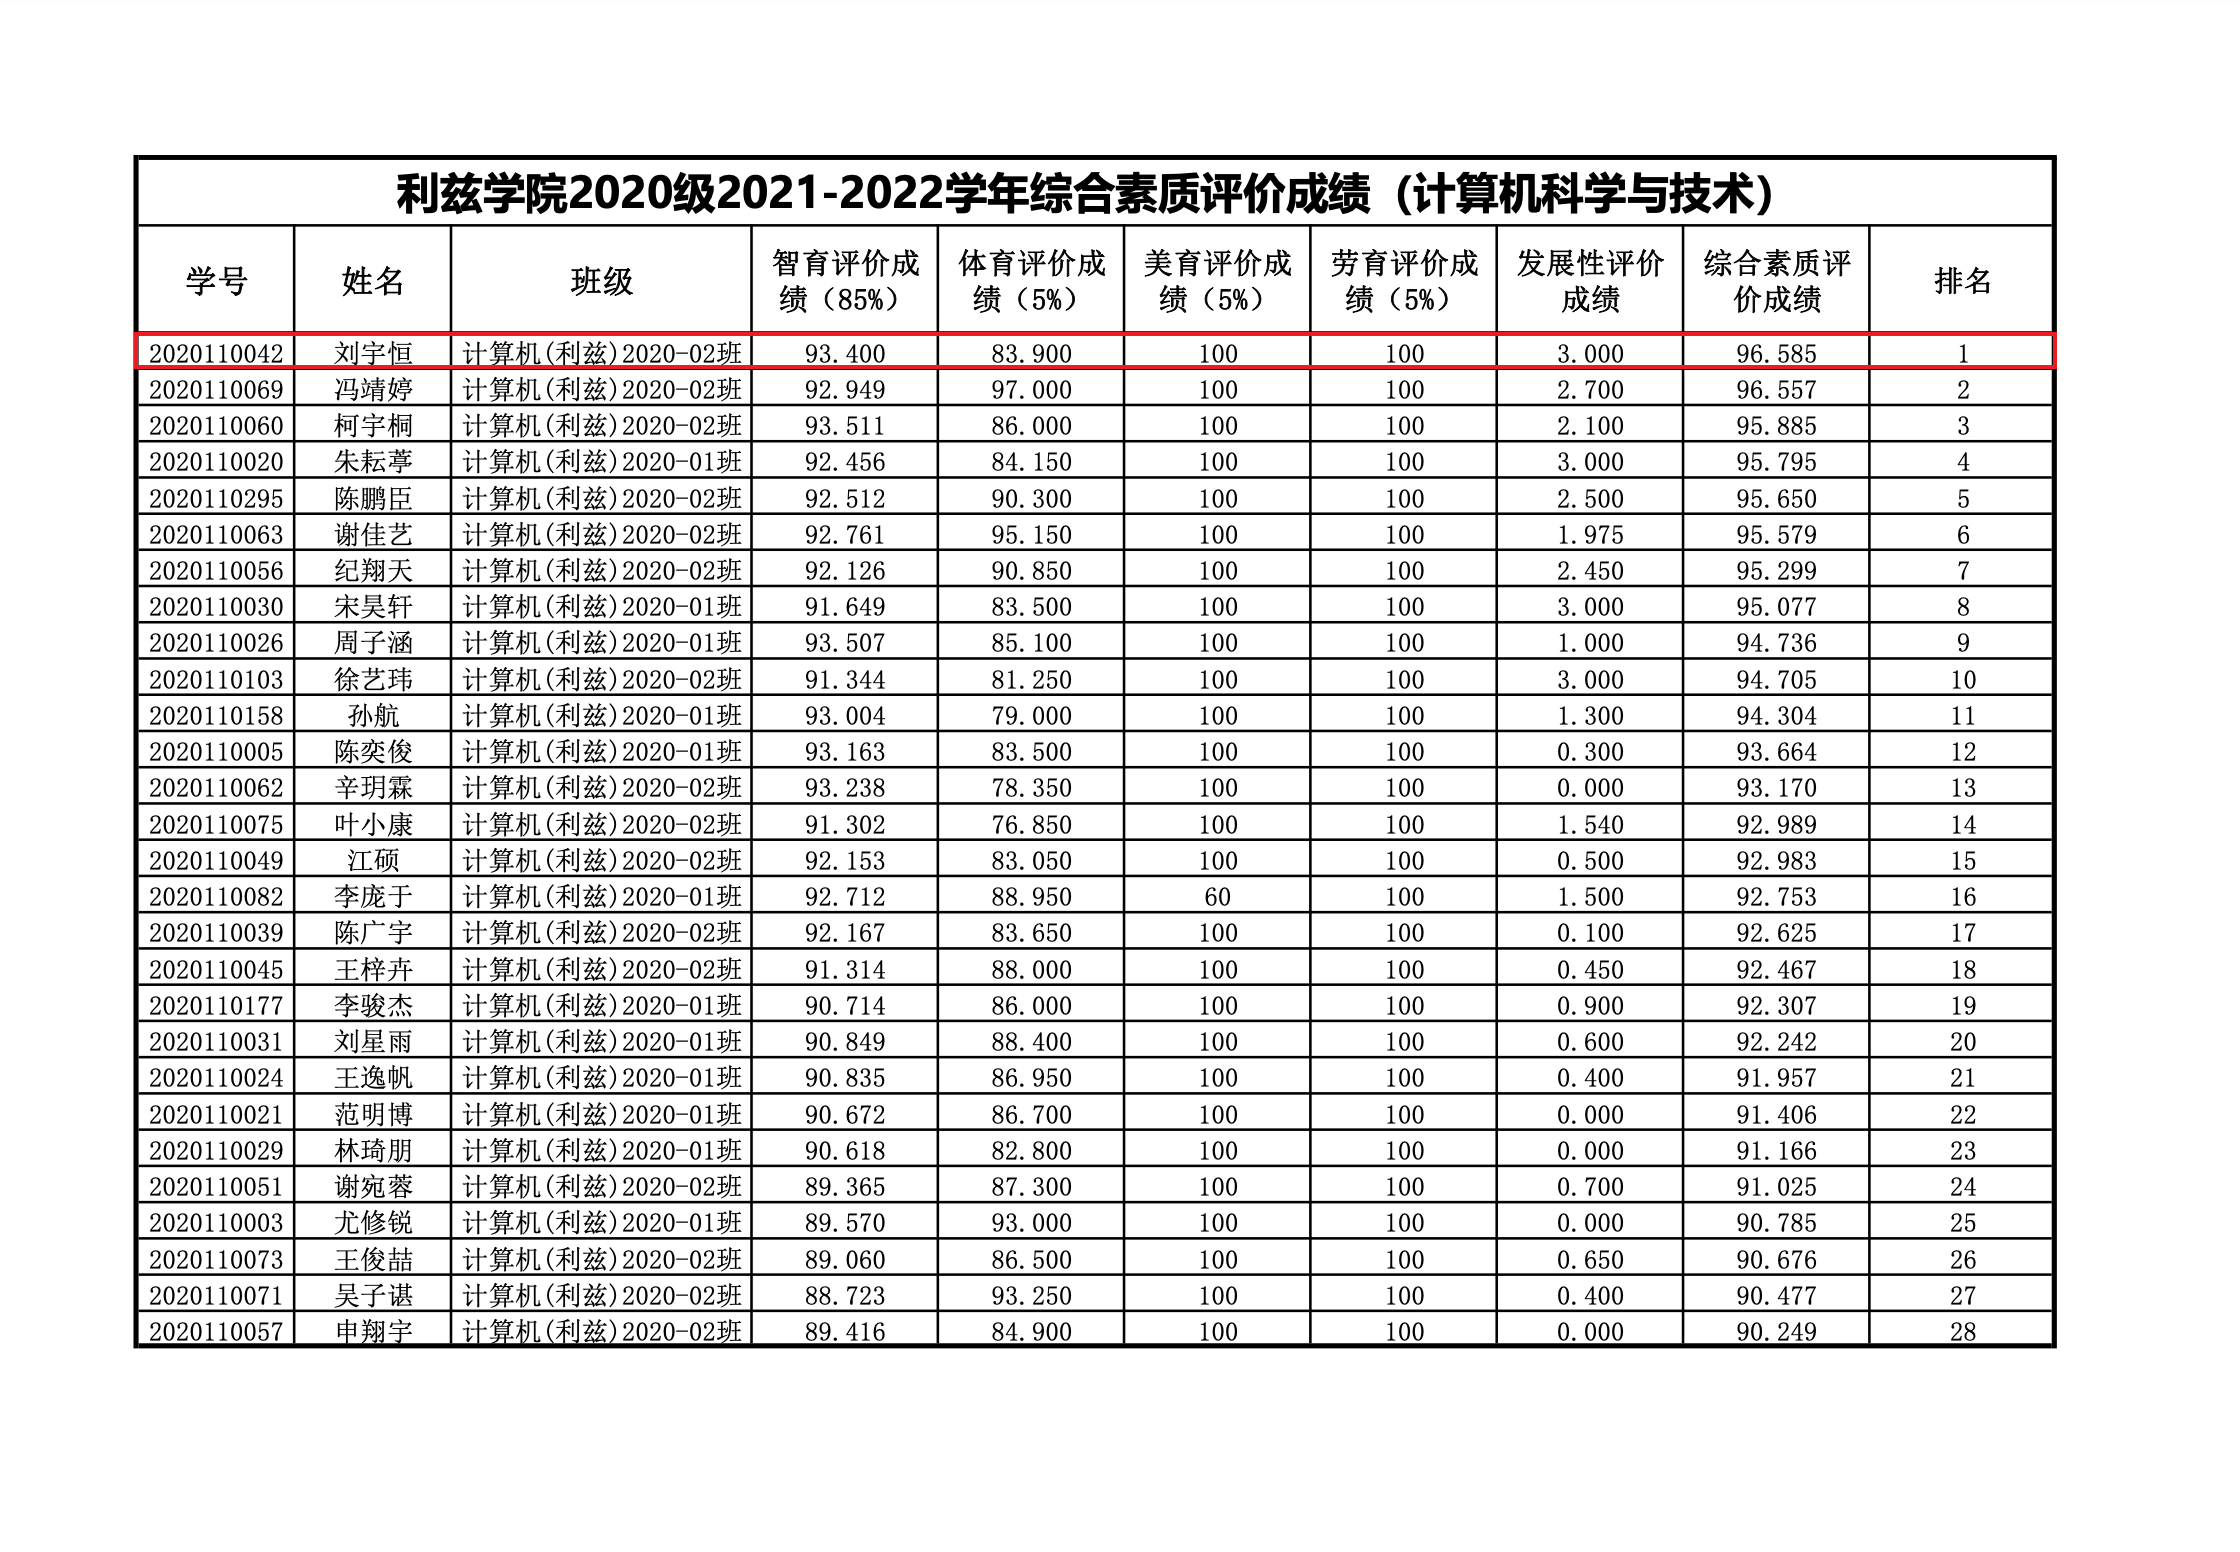 利兹学院2020级2021-2022学年综合素质评价成绩（计算机科学与技术）
学号 姓名 班级 智育评价成绩（85%） 体育评价成绩（5%） 美育评价成绩（5%） 劳育评价成绩（5%） 发展性评价成绩 综合素质评价成绩 排名
2020110042 刘宇恒 计算机(利兹)2020-02班 93.400 83.900 100 100 3.000 96.585 1
2020110069 冯靖婷 计算机(利兹)2020-02班 92.949 97.000 100 100 2.700 96.557 2
2020110060 柯宇桐 计算机(利兹)2020-02班 93.511 86.000 100 100 2.100 95.885 3
2020110020 朱耘葶 计算机(利兹)2020-01班 92.456 84.150 100 100 3.000 95.795 4
2020110295 陈鹏臣 计算机(利兹)2020-02班 92.512 90.300 100 100 2.500 95.650 5
2020110063 谢佳艺 计算机(利兹)2020-02班 92.761 95.150 100 100 1.975 95.579 6
2020110056 纪翔天 计算机(利兹)2020-02班 92.126 90.850 100 100 2.450 95.299 7
2020110030 宋昊轩 计算机(利兹)2020-01班 91.649 83.500 100 100 3.000 95.077 8
2020110026 周子涵 计算机(利兹)2020-01班 93.507 85.100 100 100 1.000 94.736 9
2020110103 徐艺玮 计算机(利兹)2020-02班 91.344 81.250 100 100 3.000 94.705 10
2020110158 孙航 计算机(利兹)2020-01班 93.004 79.000 100 100 1.300 94.304 11
2020110005 陈奕俊 计算机(利兹)2020-01班 93.163 83.500 100 100 0.300 93.664 12
2020110062 辛玥霖 计算机(利兹)2020-02班 93.238 78.350 100 100 0.000 93.170 13
2020110075 叶小康 计算机(利兹)2020-02班 91.302 76.850 100 100 1.540 92.989 14
2020110049 江硕 计算机(利兹)2020-02班 92.153 83.050 100 100 0.500 92.983 15
2020110082 李庞于 计算机(利兹)2020-01班 92.712 88.950 60 100 1.500 92.753 16
2020110039 陈广宇 计算机(利兹)2020-02班 92.167 83.650 100 100 0.100 92.625 17
2020110045 王梓卉 计算机(利兹)2020-02班 91.314 88.000 100 100 0.450 92.467 18
2020110177 李骏杰 计算机(利兹)2020-01班 90.714 86.000 100 100 0.900 92.307 19
2020110031 刘星雨 计算机(利兹)2020-01班 90.849 88.400 100 100 0.600 92.242 20
2020110024 王逸帆 计算机(利兹)2020-01班 90.835 86.950 100 100 0.400 91.957 21
2020110021 范明博 计算机(利兹)2020-01班 90.672 86.700 100 100 0.000 91.406 22
2020110029 林琦朋 计算机(利兹)2020-01班 90.618 82.800 100 100 0.000 91.166 23
2020110051 谢宛蓉 计算机(利兹)2020-02班 89.365 87.300 100 100 0.700 91.025 24
2020110003 尤修锐 计算机(利兹)2020-01班 89.570 93.000 100 100 0.000 90.785 25
2020110073 王俊喆 计算机(利兹)2020-02班 89.060 86.500 100 100 0.650 90.676 26
2020110071 吴子谌 计算机(利兹)2020-02班 88.723 93.250 100 100 0.400 90.477 27
2020110057 申翔宇 计算机(利兹)2020-02班 89.416 84.900 100 100 0.000 90.249 28